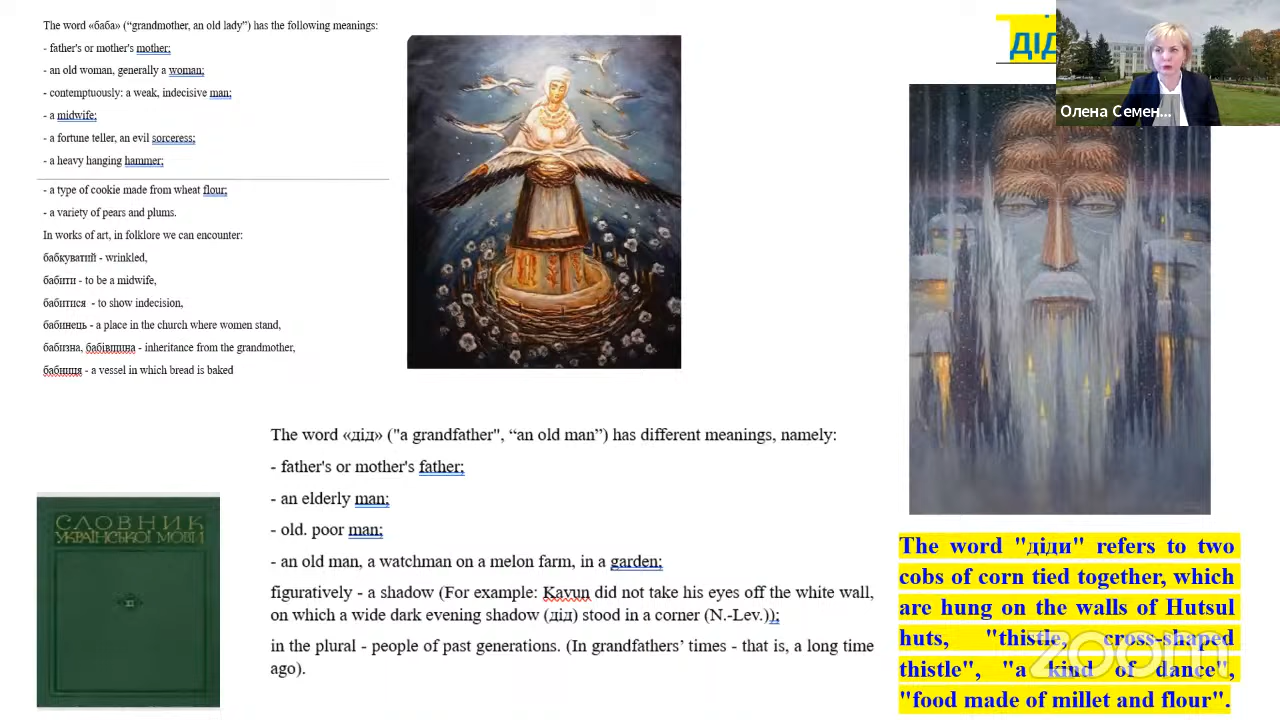 The word «баба» (“grandmother, an old lady”) has the following meanings:
- father's or mother's mother;
- an old woman, generally a woman;
- contemptuously: a weak, indecisive man;
- a midwife;
- a fortune teller, an evil sorceress;
- a heavy hanging hammer;
- a type of cookie made from wheat flour;
- a variety of pears and plums.
In works of art, in folklore we can encounter:
бабкуватий - wrinkled,
бабити - to be a midwife,
бабитися - to show indecision,
бабинець - a place in the church where women stand,
бабизна, бабівщина - inheritance from the grandmother,
бабниця - a vessel in which bread is baked
ДІД
Олена Семен...
The word «дід» ("a grandfather", “an old man”) has different meanings, namely:
- father's or mother's father;
- an elderly man;
- old. poor man;
- an old man, a watchman on a melon farm, in a garden;
figuratively - a shadow (For example: Kavun did not take his eyes off the white wall,
on which a wide dark evening shadow (дід) stood in a corner (N.-Lev.));
in the plural - people of past generations. (In grandfathers’ times - that is, a long time
ago).
СЛОВНИК
УКРАЇНСЬКОЇ МОВИ
The word "діди" refers to two
cobs of corn tied together, which
are hung on the walls of Hutsul
huts, "thistle, cross-shaped
thistle", "a kind of dance",
"food made of millet and flour".
zoom